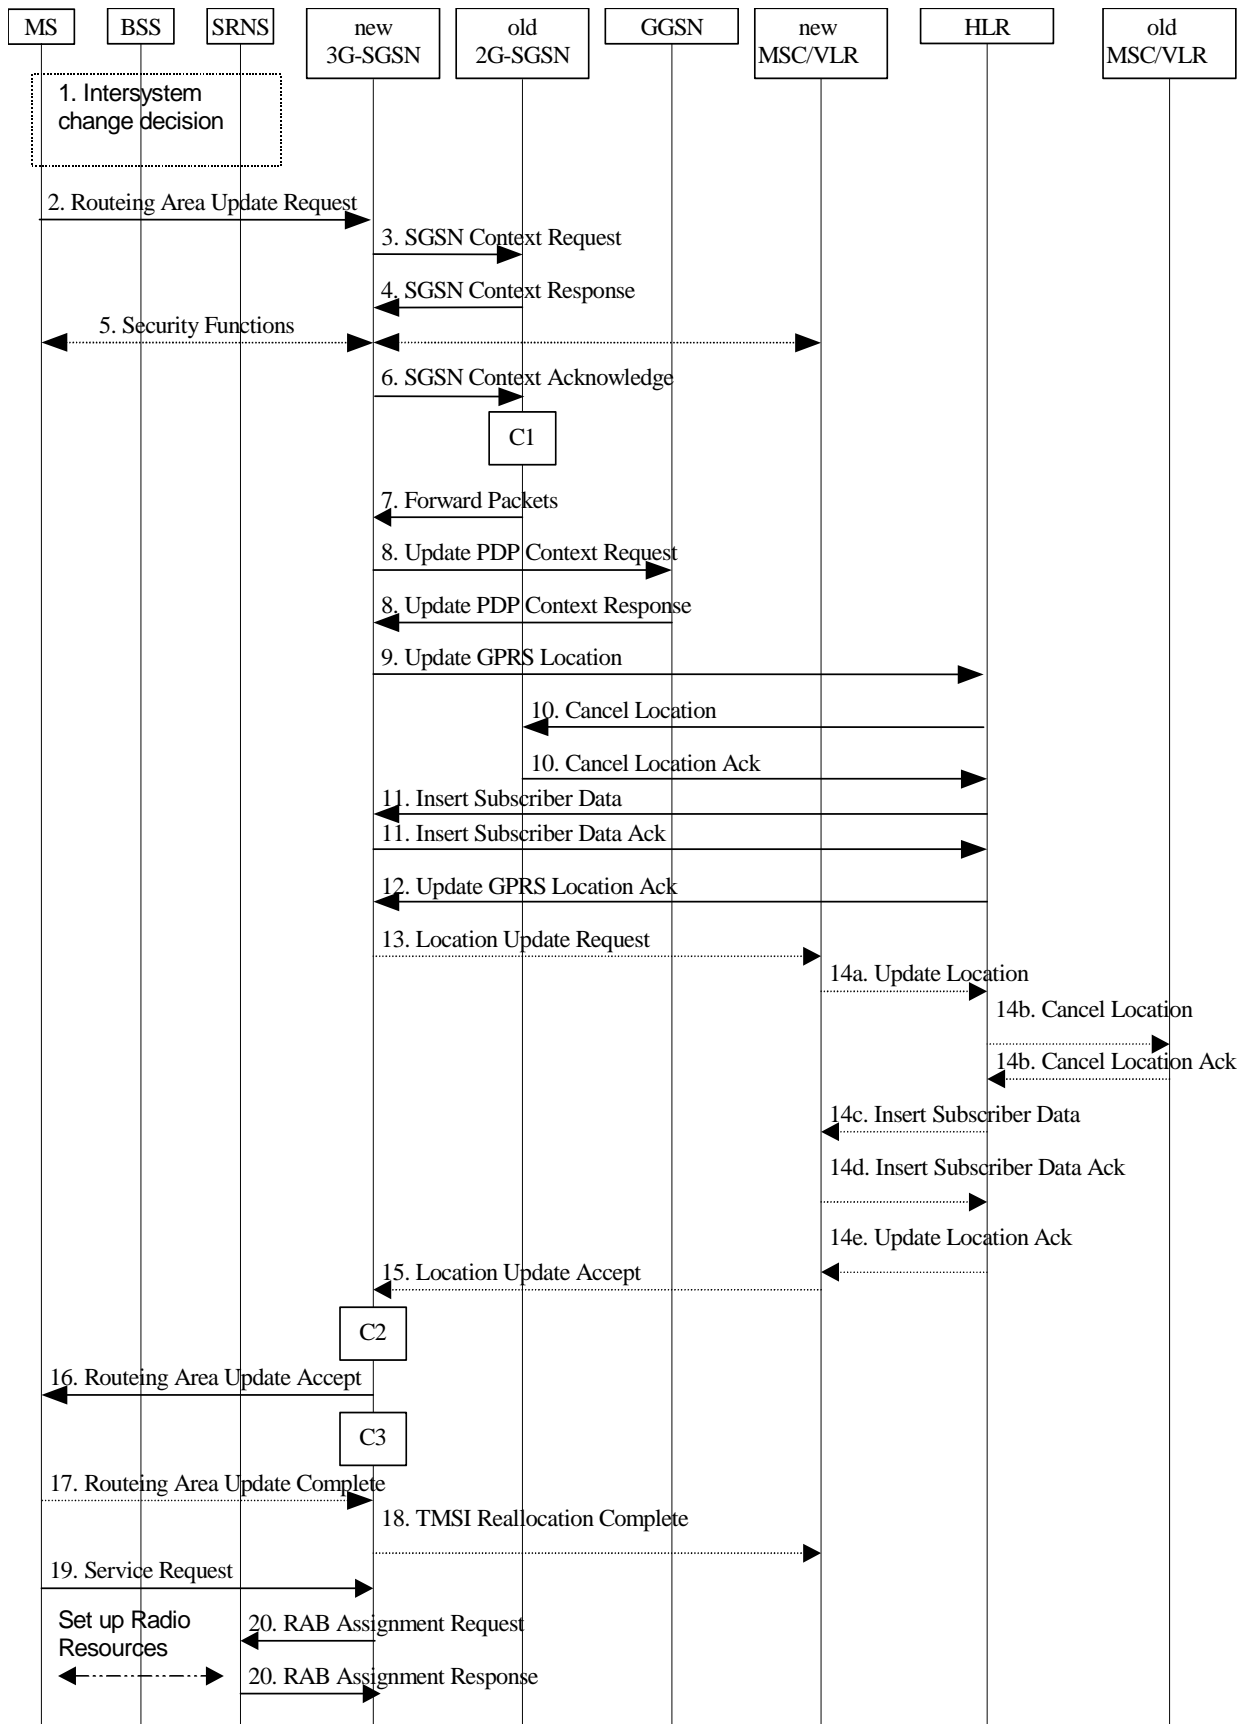 MS
BSS
SRNS
new
3G-SGSN
old
2G-SGSN
GGSN
new
MSC/VLR
HLR
old
MSC/VLR
1. Intersystem
change decision
2. Routeing Area Update Request
3. SGSN Context Request
4. SGSN Context Response
5. Security Functions
6. SGSN Context Acknowledge
C1
7. Forward Packets
8. Update PDP Context Request
8. Update PDP Context Response
9. Update GPRS Location
10. Cancel Location
10. Cancel Location Ack
11. Insert Subscriber Data
11. Insert Subscriber Data Ack
12. Update GPRS Location Ack
13. Location Update Request
14a. Update Location
14b. Cancel Location
14b. Cancel Location Ack
14c. Insert Subscriber Data
14d. Insert Subscriber Data Ack
14e. Update Location Ack
15. Location Update Accept
C2
16. Routeing Area Update Accept
C3
17. Routeing Area Update Complete
18. TMSI Reallocation Complete
19. Service Request
Set up Radio
Resources
20. RAB Assignment Request
20. RAB Assignment Response